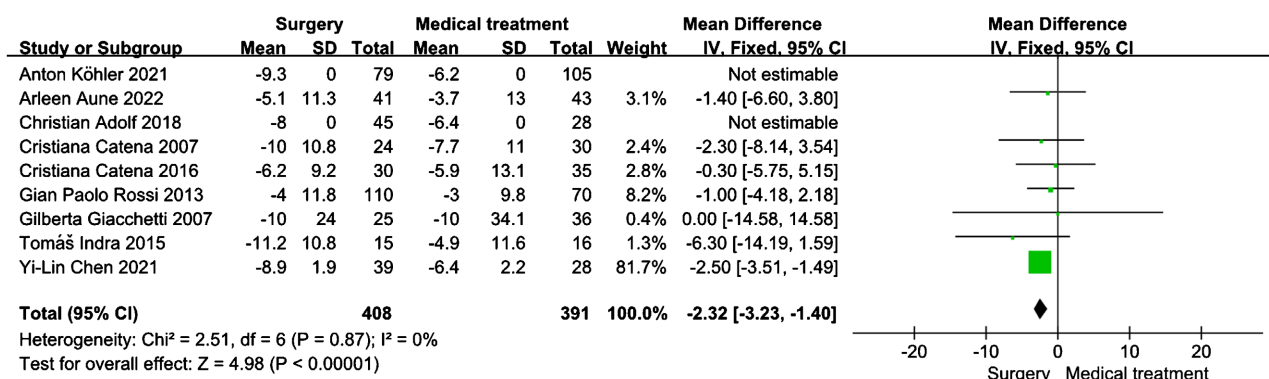 Surgery Medical treatment Mean Difference Mean Difference
Study or Subgroup Mean SD Total Mean SD Total Weight IV, Fixed, 95% CI IV, Fixed, 95% CI
Anton Köhler 2021 -9.3 0 79 -6.2 0 105 Not estimable
Arleen Aune 2022 -5.1 11.3 41 -3.7 13 43 3.1% -1.40 [-6.60, 3.80]
Christian Adolf 2018 -8 0 45 -6.4 0 28 Not estimable
Cristiana Catena 2007 -10 10.8 24 -7.7 11 30 2.4% -2.30 [-8.14, 3.54]
Cristiana Catena 2016 -6.2 9.2 30 -5.9 13.1 35 2.8% -0.30 [-5.75, 5.15]
Gian Paolo Rossi 2013 -4 11.8 110 -3 9.8 70 8.2% -1.00 [-4.18, 2.18]
Gilberta Giacchetti 2007 -10 24 25 -10 34.1 36 0.4% 0.00 [-14.58, 14.58]
Tomáš Indra 2015 -11.2 10.8 15 -4.9 11.6 16 1.3% -6.30 [-14.19, 1.59]
Yi-Lin Chen 2021 -8.9 1.9 39 -6.4 2.2 28 81.7% -2.50 [-3.51, -1.49]
Total (95% CI) 408 391 100.0% -2.32 [-3.23, -1.40]
Heterogeneity: Chi² = 2.51, df = 6 (P = 0.87); I² = 0%
Test for overall effect: Z = 4.98 (P < 0.00001)
-20 -10 0 10 20
Surgery Medical treatment